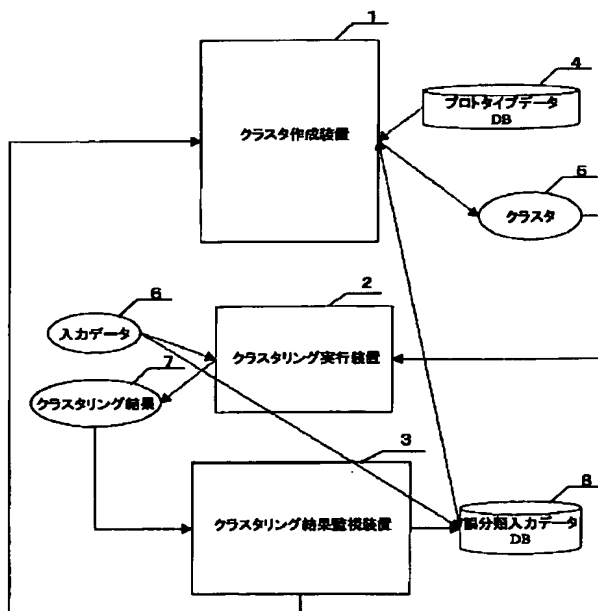 1
クラスタ作成装置
4
プロトタイプデータ
DB
5
クラスタ
2
クラスタリング実行装置
6
入力データ
7
クラスタリング結果
3
クラスタリング結果監視装置
8
誤分類入力データ
DB